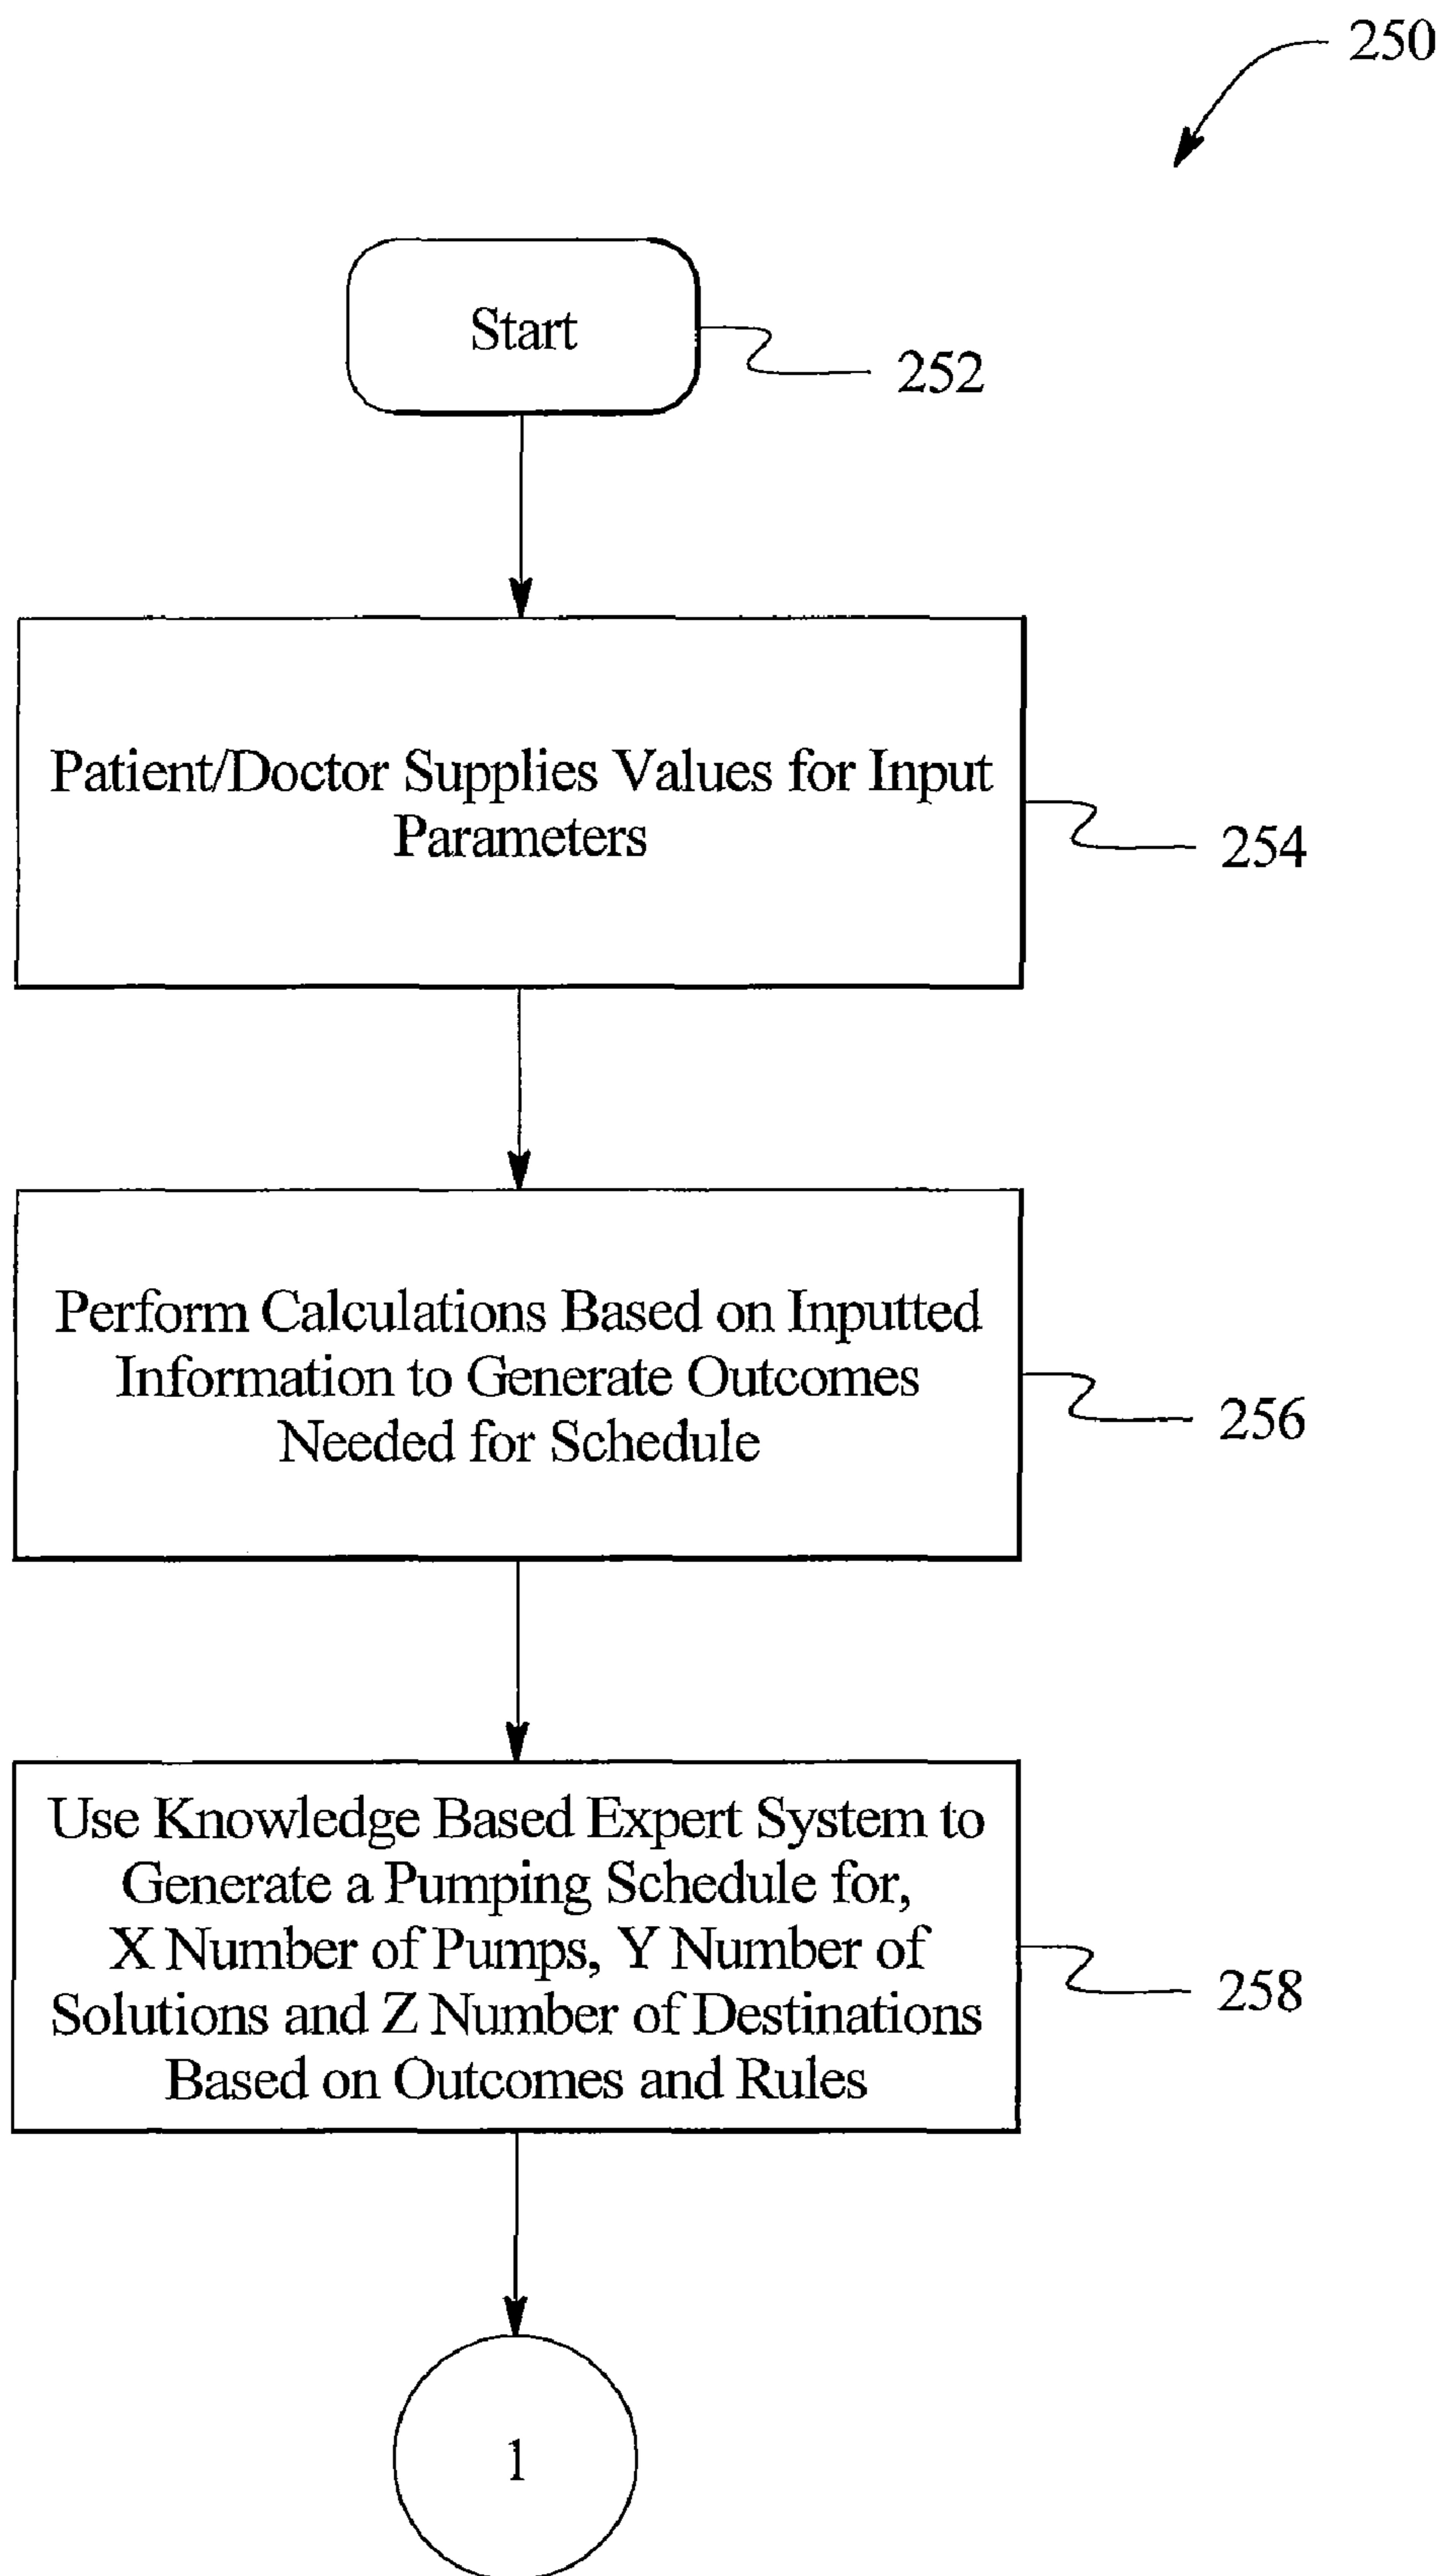 250
Start
252
Patient/Doctor Supplies Values for Input
Parameters
254
Perform Calculations Based on Inputted
Information to Generate Outcomes
Needed for Schedule
256
Use Knowledge Based Expert System to
Generate a Pumping Schedule for,
X Number of Pumps, Y Number of
Solutions and Z Number of Destinations
Based on Outcomes and Rules
258
1